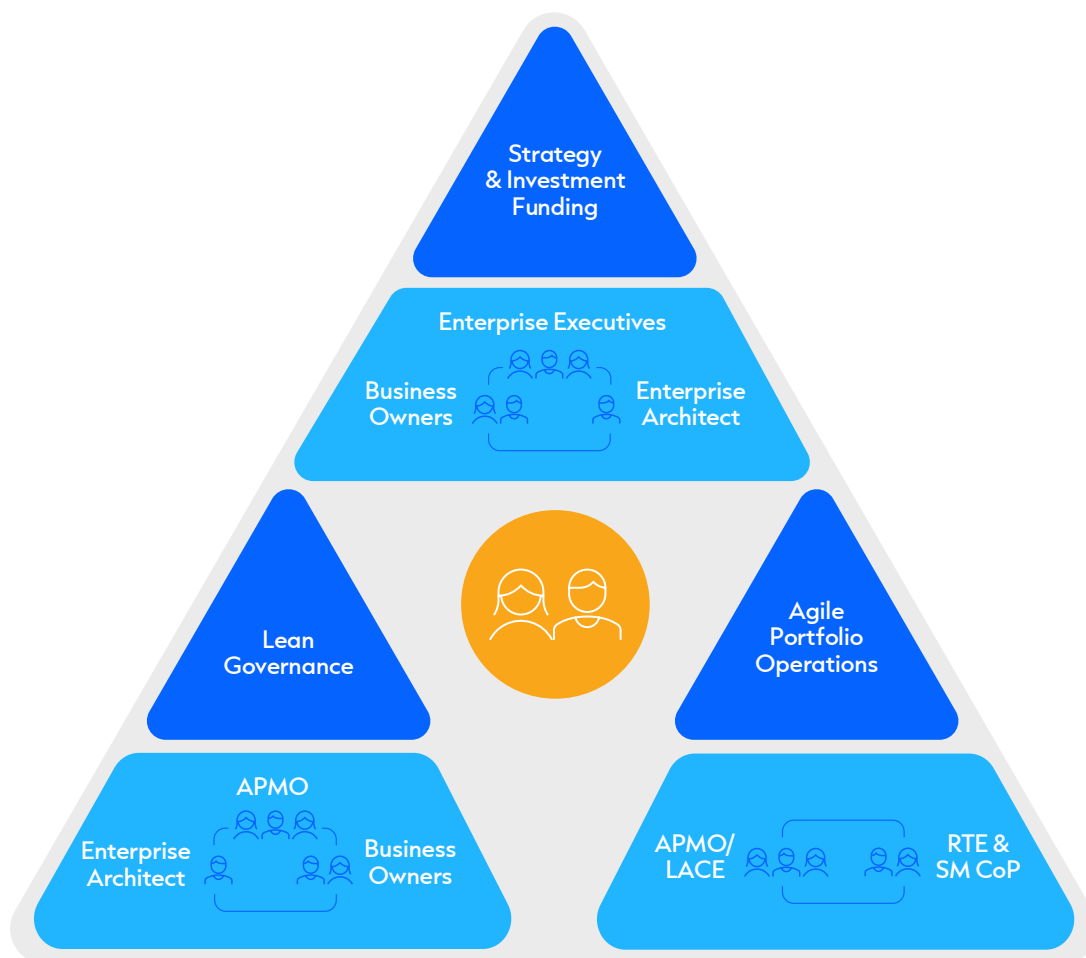 Strategy
& Investment
Funding
Enterprise Executives
Business
Owners
Enterprise
Architect
Lean
Governance
Agile
Portfolio
Operations
APMO
Enterprise
Architect
Business
Owners
APMO/
LACE
RTE &
SM CoP